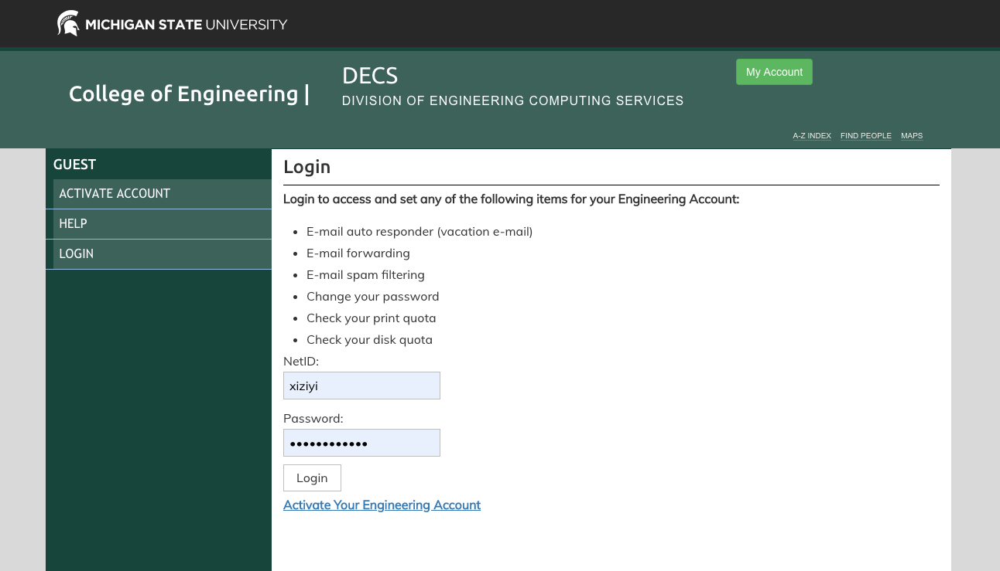 MICHIGAN STATE UNIVERSITY
College of Engineering |
DECS
DIVISION OF ENGINEERING COMPUTING SERVICES
My Account
A-Z INDEX FIND PEOPLE MAPS
GUEST
ACTIVATE ACCOUNT
HELP
LOGIN
Login
Login to access and set any of the following items for your Engineering Account:
• E-mail auto responder (vacation e-mail)
• E-mail forwarding
• E-mail spam filtering
• Change your password
• Check your print quota
• Check your disk quota
NetID:
xiziyi
Password:
••••••••••••
Login
Activate Your Engineering Account